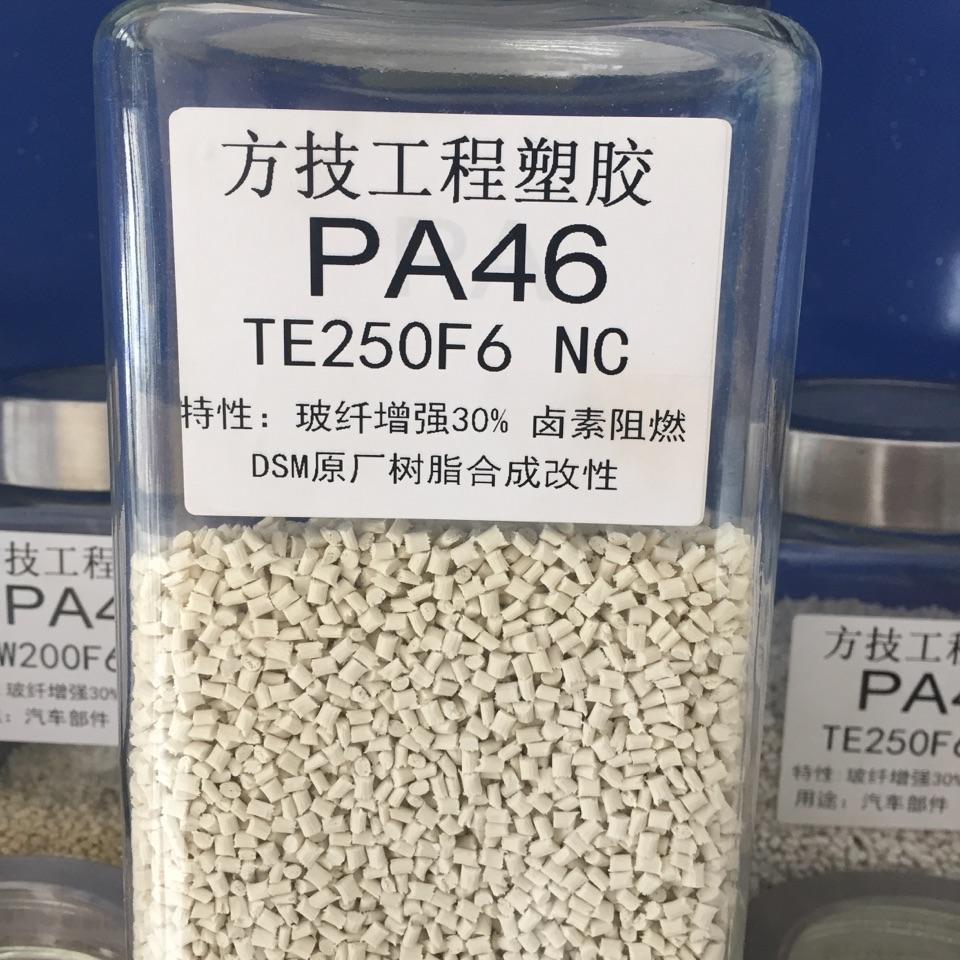 方技工程塑胶
PA46
TE250F6 NC
特性：玻纤增强30% 卤素阻燃
DSM原厂树脂合成改性
技工程
PA4
W200F6
玻纤增强30%
：汽车部件
方技工程
PA4
TE250F6
特性：玻纤增强30%
用途：汽车部件